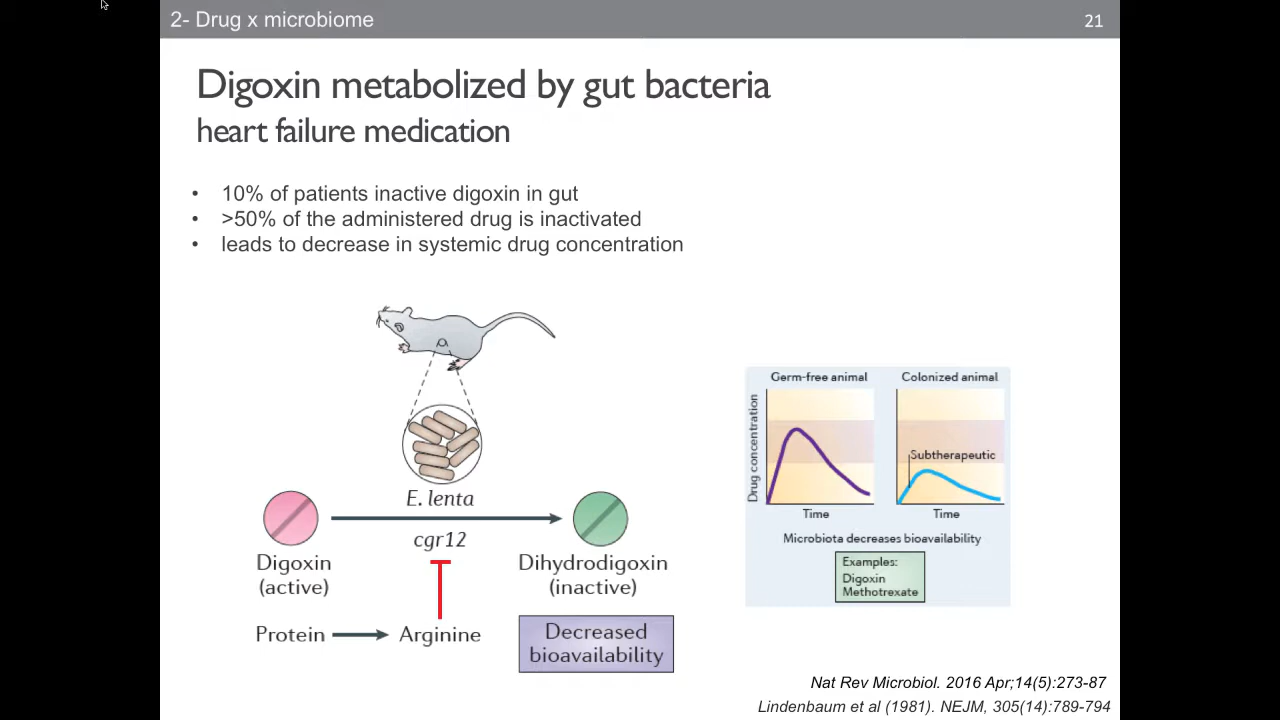 2- Drug x microbiome
21
Digoxin metabolized by gut bacteria
heart failure medication
• 10% of patients inactive digoxin in gut
• >50% of the administered drug is inactivated
• leads to decrease in systemic drug concentration
E. lenta
cgr12
Digoxin
(active)
Dihydrodigoxin
(inactive)
Protein
Arginine
Decreased
bioavailability
Germ-free animal
Colonized animal
Drug concentration
Subtherapeutic
Time
Time
Microbiota decreases bioavailability
Examples:
Digoxin
Methotrexate
Nat Rev Microbiol. 2016 Apr;14(5):273-87
Lindenbaum et al (1981). NEJM, 305(14):789-794